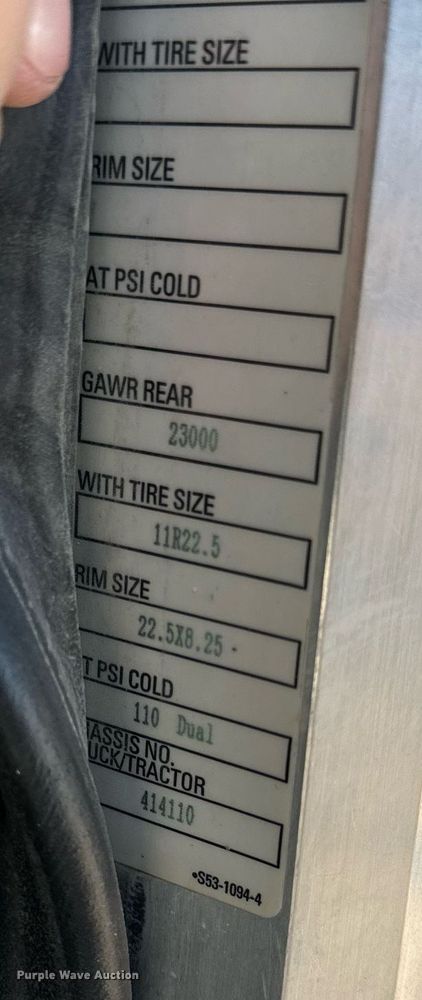 WITH TIRE SIZE
RIM SIZE
AT PSI COLD
GAWR REAR
23000
WITH TIRE SIZE
11R22.5
RIM SIZE
22.5X8.25
T PSI COLD
110 Dual
HASSIS NO.
UCK/TRACTOR
414110
•S53-1094-4
Purple Wave Auction